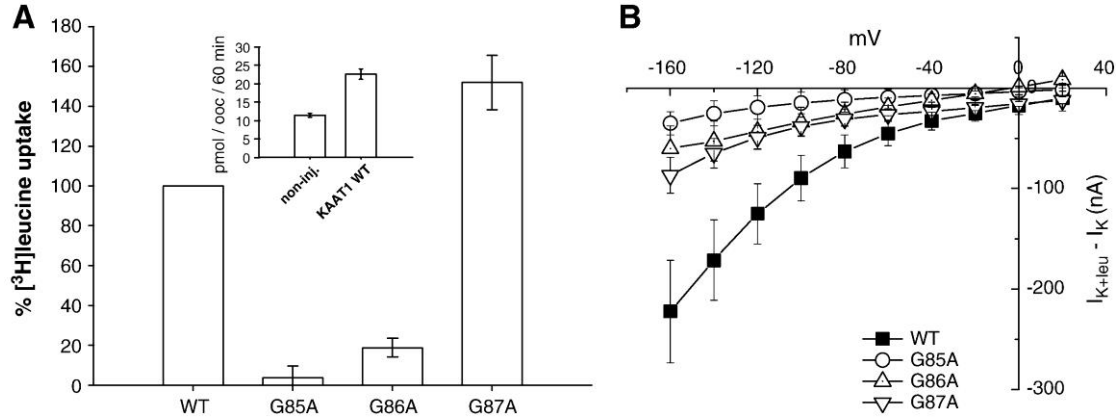 A
% [³H]leucine uptake
180
160
140
120
100
80
60
40
20
0
WT
G85A
G86A
G87A
pmol / ooc / 60 min
30
25
20
15
10
5
0
non-inj.
KAAT1 WT
B
mV
-160
-120
-80
-40
0
40
0
-100
-200
-300
I_K+leu - I_K (nA)
WT
G85A
G86A
G87A